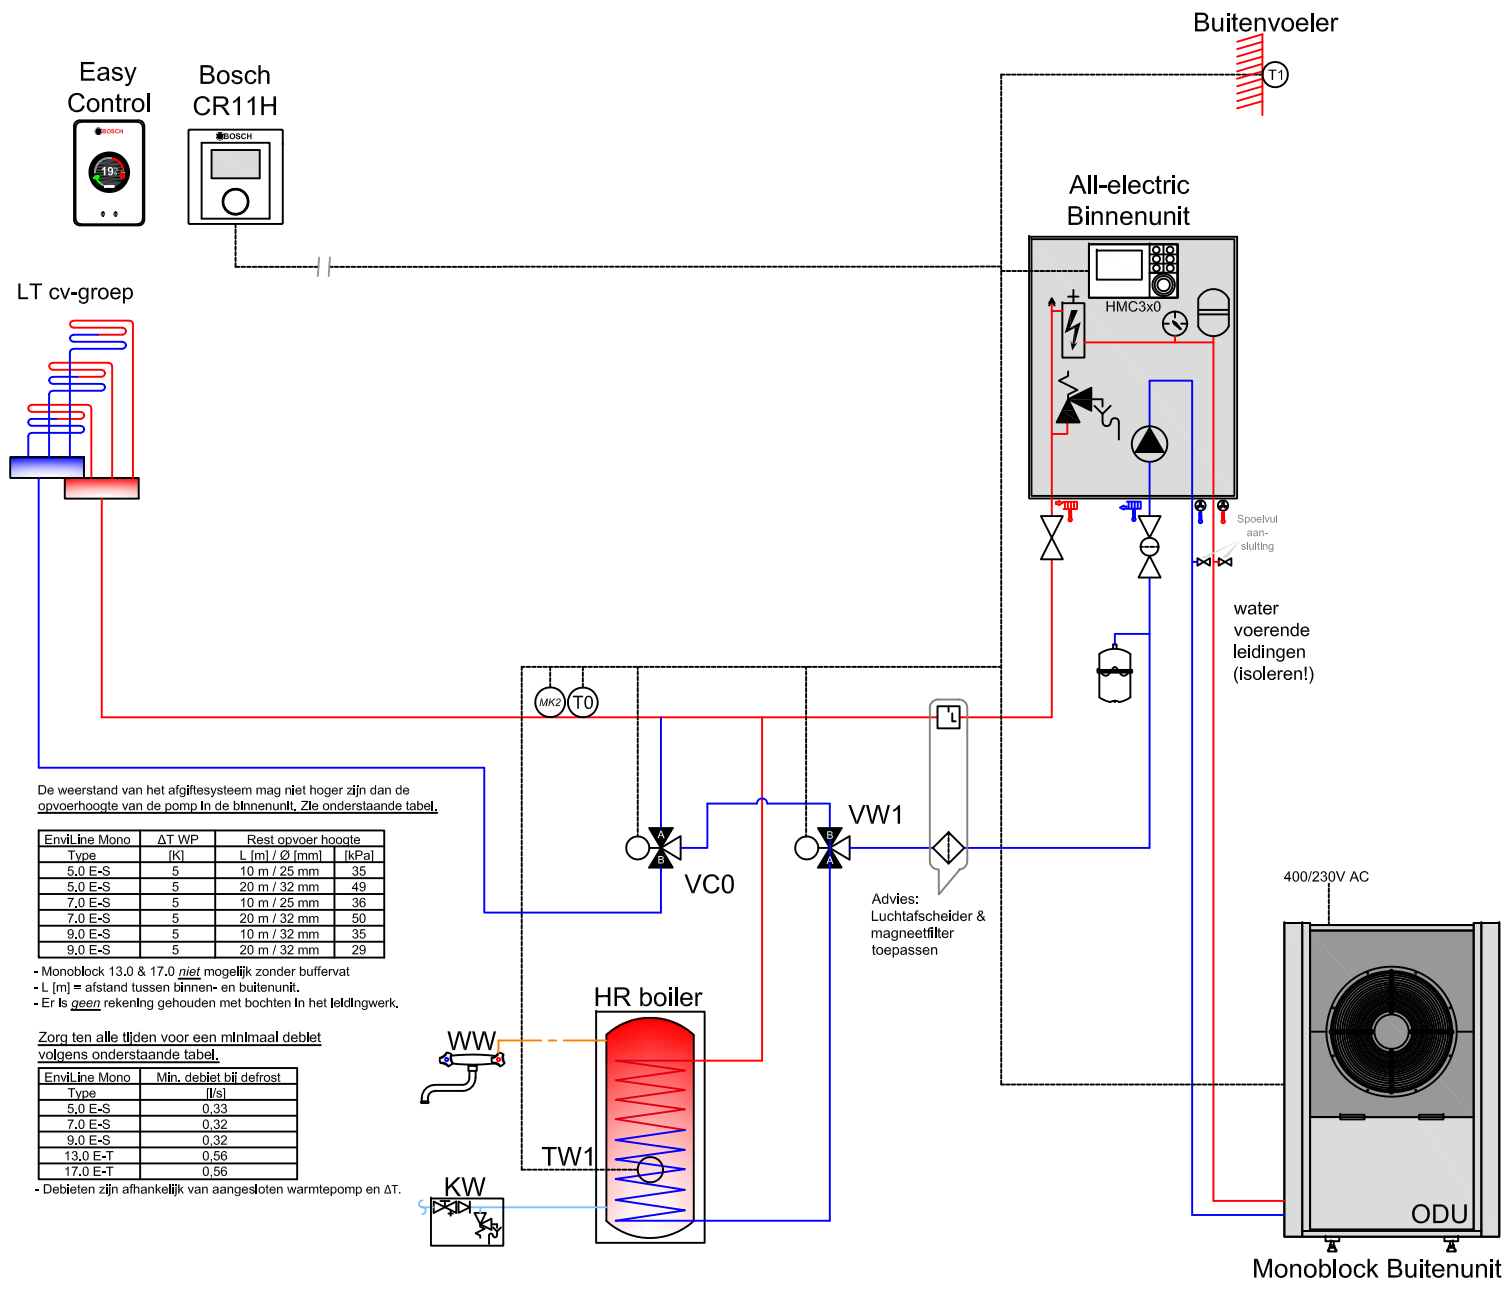 Buitenvoeler
T1
Easy
Control
BOSCH
19
Bosch
CR11H
BOSCH
All-electric
Binnenunit
HMC3x0
LT cv-groep
Spoelvul
aan-
sluiting
water
voerende
leidingen
(isoleren!)
MK2
T0
L
A
B
VC0
B
A
VW1
Advies:
Luchtafscheider &
magneetfilter
toepassen
400/230V AC
De weerstand van het afgiftesysteem mag niet hoger zijn dan de
opvoerhoogte van de pomp in de binnenunit. Zie onderstaande tabel.
EnviLine Mono ΔT WP Rest opvoer hoogte
Type [K] L [m] / Ø [mm] [kPa]
5.0 E-S 5 10 m / 25 mm 35
5.0 E-S 5 20 m / 32 mm 49
7.0 E-S 5 10 m / 25 mm 36
7.0 E-S 5 20 m / 32 mm 50
9.0 E-S 5 10 m / 32 mm 35
9.0 E-S 5 20 m / 32 mm 29
- Monoblock 13.0 & 17.0 niet mogelijk zonder buffervat
- L [m] = afstand tussen binnen- en buitenunit.
- Er is geen rekening gehouden met bochten in het leidingwerk.
Zorg ten alle tijden voor een minimaal debiet
volgens onderstaande tabel.
EnviLine Mono Min. debiet bij defrost
Type [l/s]
5.0 E-S 0,33
7.0 E-S 0,32
9.0 E-S 0,32
13.0 E-T 0,56
17.0 E-T 0,56
- Debieten zijn afhankelijk van aangesloten warmtepomp en ΔT.
HR boiler
WW
TW1
KW
ODU
Monoblock Buitenunit